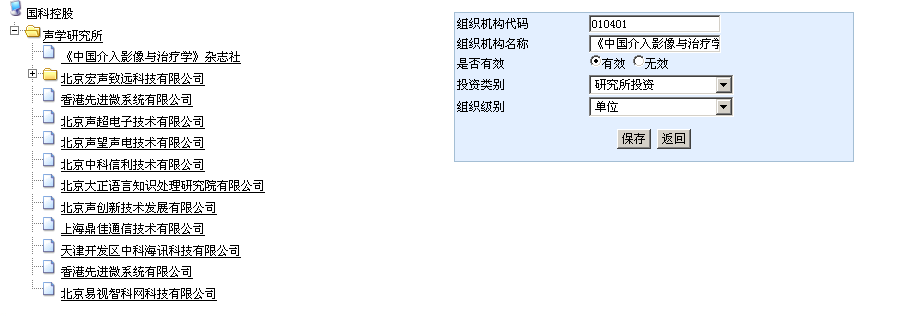 国科控股
声学研究所
《中国介入影像与治疗学》杂志社
北京宏声致远科技有限公司
香港先进微系统有限公司
北京声超电子技术有限公司
北京声望声电技术有限公司
北京中科信利技术有限公司
北京大正语言知识处理研究院有限公司
北京声创新技术发展有限公司
上海鼎佳通信技术有限公司
天津开发区中科海讯科技有限公司
香港先进微系统有限公司
北京易视智科网科技有限公司
组织机构代码 010401
组织机构名称 《中国介入影像与治疗学
是否有效 有效 无效
投资类别 研究所投资
组织级别 单位
保存 返回